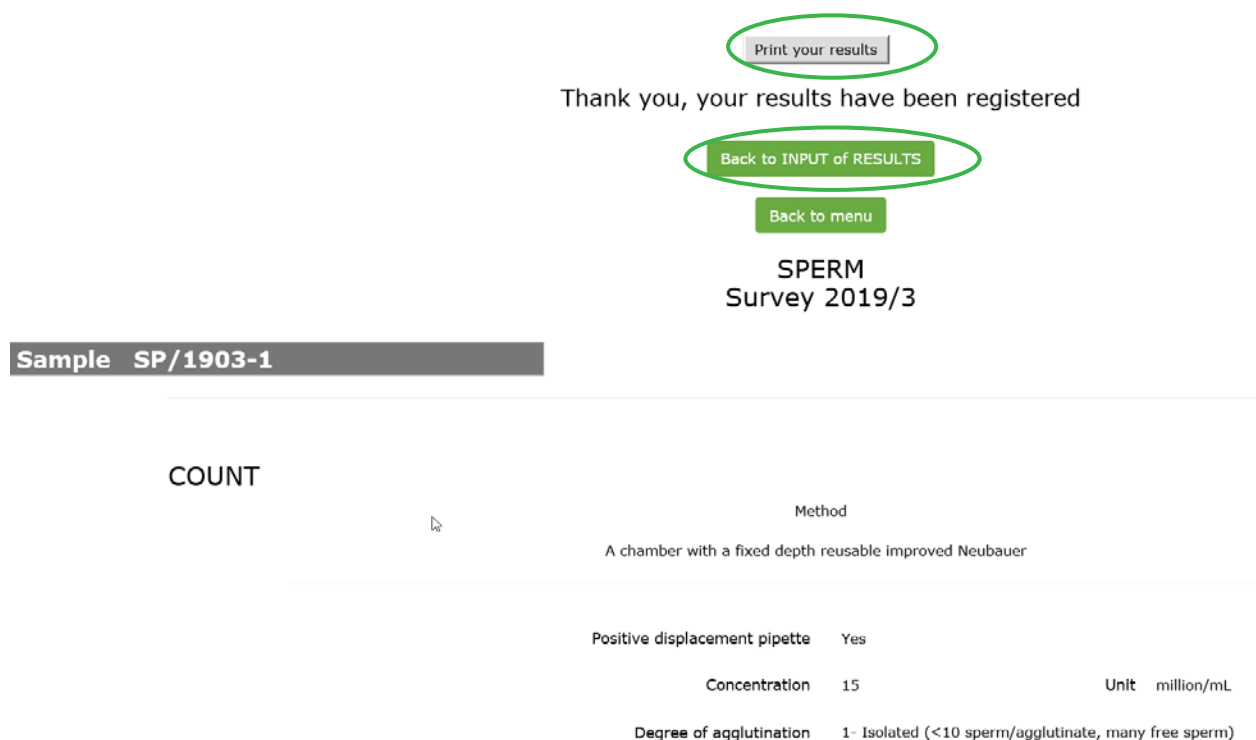 Print your results
Thank you, your results have been registered
Back to INPUT of RESULTS
Back to menu
SPERM
Survey 2019/3
Sample SP/1903-1
COUNT
Method
A chamber with a fixed depth reusable improved Neubauer
Positive displacement pipette Yes
Concentration 15 Unit million/mL
Degree of agglutination 1- Isolated (<10 sperm/agglutinate, many free sperm)